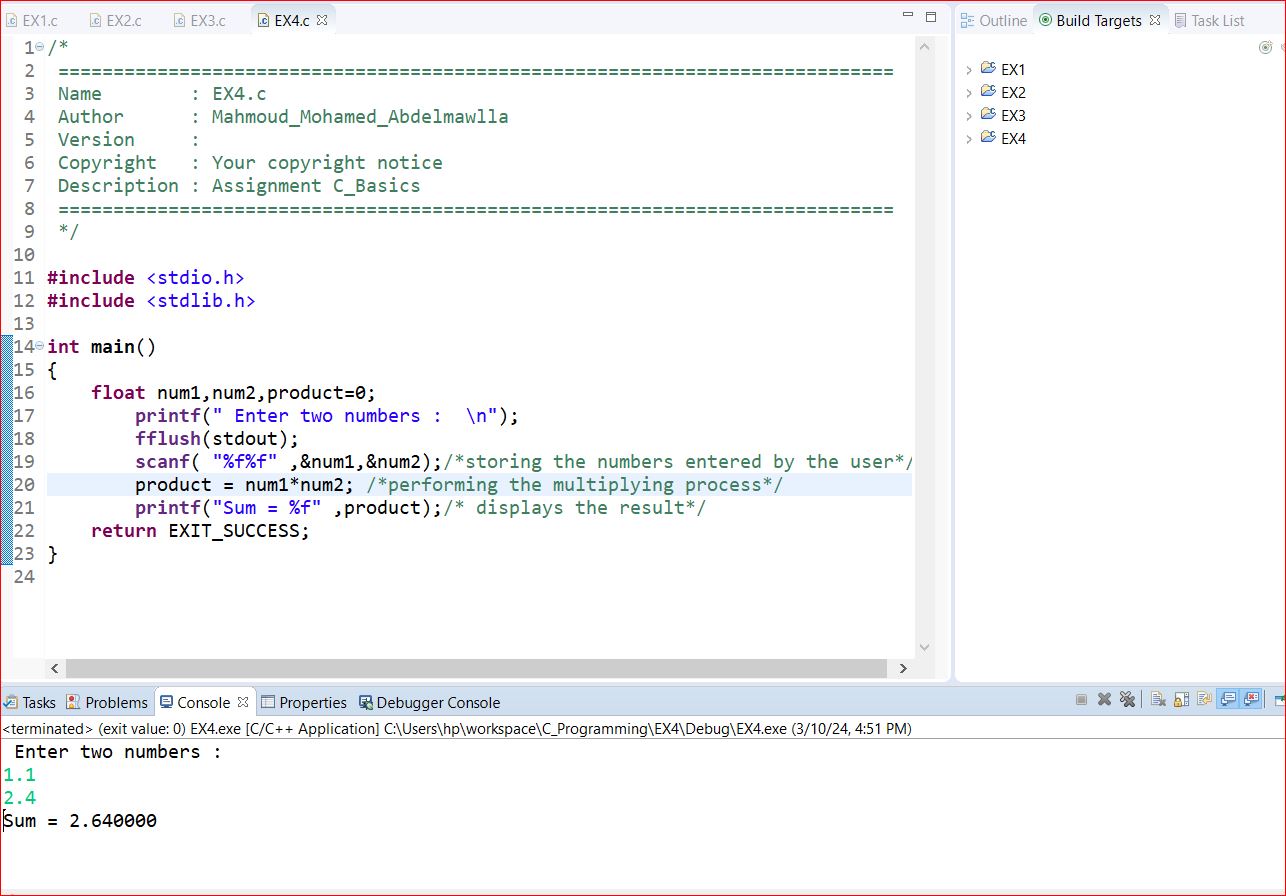 EX1.c EX2.c EX3.c EX4.c
1 /*
2 ============================================================================
3 Name        : EX4.c
4 Author      : Mahmoud_Mohamed_Abdelmawlla
5 Version     :
6 Copyright   : Your copyright notice
7 Description : Assignment C_Basics
8 ============================================================================
9 */
10
11 #include <stdio.h>
12 #include <stdlib.h>
13
14 int main()
15 {
16     float num1,num2,product=0;
17         printf(" Enter two numbers :  \n");
18         fflush(stdout);
19         scanf( "%f%f" ,&num1,&num2);/*storing the numbers entered by the user*/
20         product = num1*num2; /*performing the multiplying process*/
21         printf("Sum = %f" ,product);/* displays the result*/
22     return EXIT_SUCCESS;
23 }
24
Outline Build Targets Task List
EX1
EX2
EX3
EX4
Tasks Problems Console Properties Debugger Console
<terminated> (exit value: 0) EX4.exe [C/C++ Application] C:\Users\hp\workspace\C_Programming\EX4\Debug\EX4.exe (3/10/24, 4:51 PM)
Enter two numbers :
1.1
2.4
Sum = 2.640000